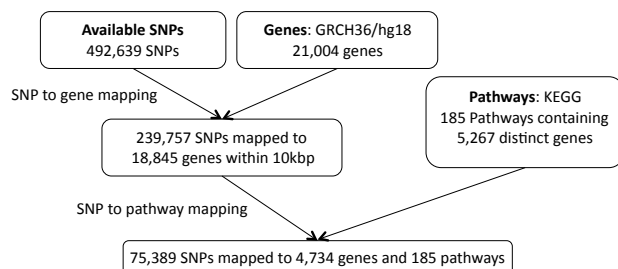 Available SNPs
492,639 SNPs
Genes: GRCH36/hg18
21,004 genes
SNP to gene mapping
Pathways: KEGG
185 Pathways containing
5,267 distinct genes
239,757 SNPs mapped to
18,845 genes within 10kbp
SNP to pathway mapping
75,389 SNPs mapped to 4,734 genes and 185 pathways